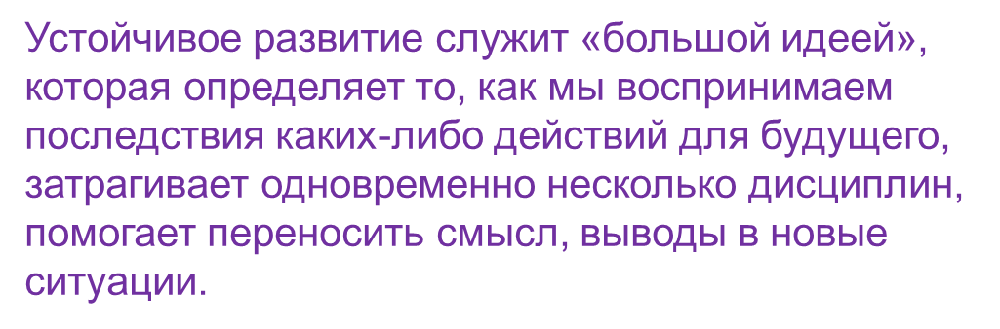 Устойчивое развитие служит «большой идеей»,
которая определяет то, как мы воспринимаем
последствия каких-либо действий для будущего,
затрагивает одновременно несколько дисциплин,
помогает переносить смысл, выводы в новые
ситуации.